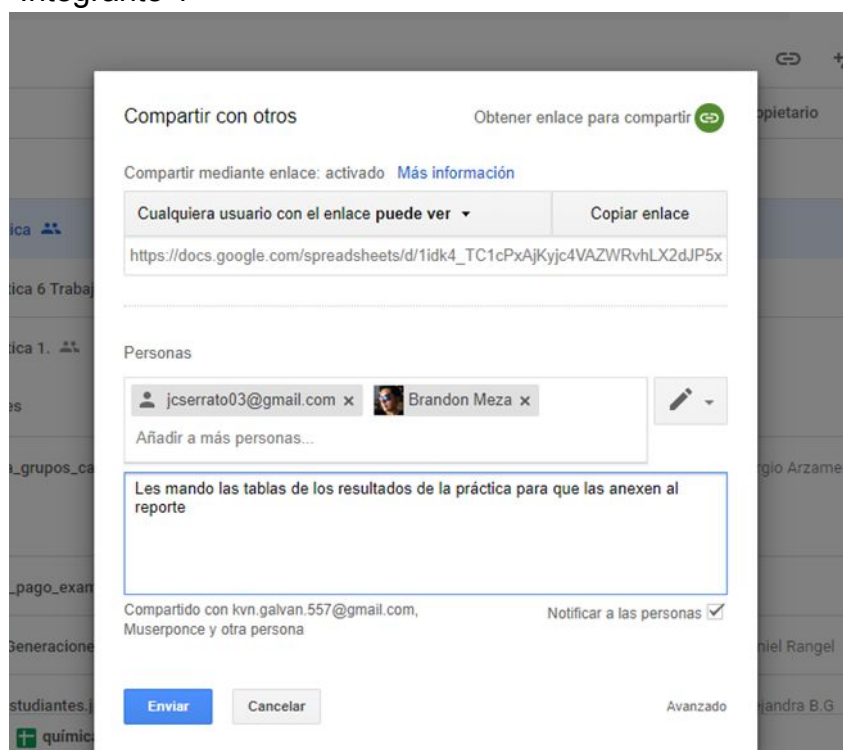 Compartir con otros
Obtener enlace para compartir
opietario
Compartir mediante enlace: activado Más información
Cualquiera usuario con el enlace puede ver
Copiar enlace
ica
https://docs.google.com/spreadsheets/d/1idk4_TC1cPxAjKyjc4VAZWRvhLX2dJP5x
tica 6 Trabaj
tica 1.
Personas
es
jcserrato03@gmail.com × Brandon Meza ×
Añadir a más personas...
a_grupos_ca
rgio Arzame
Les mando las tablas de los resultados de la práctica para que las anexen al
reporte
_pago_exam
Compartido con kvn.galvan.557@gmail.com,
Muserponce y otra persona
Notificar a las personas
Generacione
niel Rangel
Enviar
Cancelar
Avanzado
studiantes.j
ejandra B.G
químic